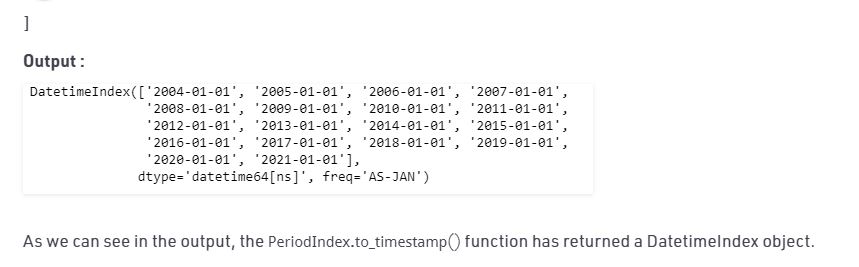 ]
Output :
DatetimeIndex(['2004-01-01', '2005-01-01', '2006-01-01', '2007-01-01',
'2008-01-01', '2009-01-01', '2010-01-01', '2011-01-01',
'2012-01-01', '2013-01-01', '2014-01-01', '2015-01-01',
'2016-01-01', '2017-01-01', '2018-01-01', '2019-01-01',
'2020-01-01', '2021-01-01'],
dtype='datetime64[ns]', freq='AS-JAN')
As we can see in the output, the PeriodIndex.to_timestamp() function has returned a DatetimeIndex object.